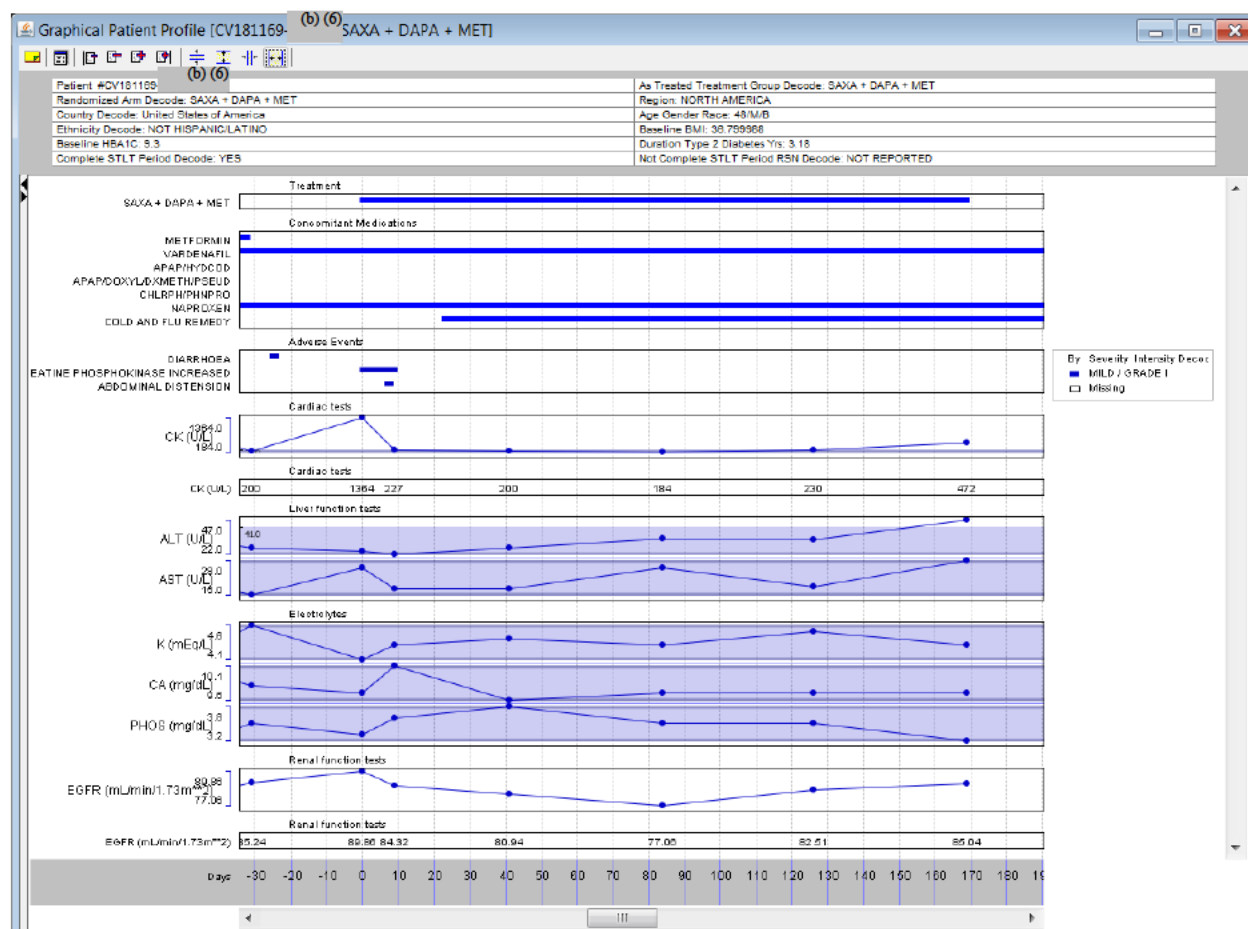 Graphical Patient Profile [CV181169- (b) (6) SAXA + DAPA + MET]
(b) (6)
Patient #CV181169- As Treated Treatment Group Decode: SAXA + DAPA + MET
Randomized Arm Decode: SAXA + DAPA + MET Region: NORTH AMERICA
Country Decode: United States of America Age Gender Race: 48/M/B
Ethnicity Decode: NOT HISPANIC/LATINO Baseline BMI: 38.799988
Baseline HBA1C: 9.3 Duration Type 2 Diabetes Yrs: 3.18
Complete STLT Period Decode: YES Not Complete STLT Period RSN Decode: NOT REPORTED
Treatment
SAXA + DAPA + MET
Concomitant Medications
METFORMIN
VARDENAFIL
APAP/HYDCOD
APAP/DOXYL/DXMETH/PSEUD
CHLRPH/PHNPRO
NAPROXEN
COLD AND FLU REMEDY
Adverse Events
DIARRHOEA
EATINE PHOSPHOKINASE INCREASED
ABDOMINAL DISTENSION
By Severity Intensity Decod
MILD / GRADE I
Missing
Cardiac tests
1364.0
CK (U/L)
184.0
Cardiac tests
CK (U/L) 200 1364 227 200 184 230 472
Liver function tests
47.0 41.0
ALT (U/L)
22.0
29.0
AST (U/L)
16.0
Electrolytes
4.6
K (mEq/L)
4.1
10.1
CA (mg/dL)
9.6
3.8
PHOS (mg/dL)
3.2
Renal function tests
89.86
EGFR (mL/min/1.73m**2)
77.06
Renal function tests
EGFR (mL/min/1.73m**2) 85.24 89.86 84.32 80.94 77.06 82.51 85.04
Days -30 -20 -10 0 10 20 30 40 50 60 70 80 90 100 110 120 130 140 150 160 170 180 19